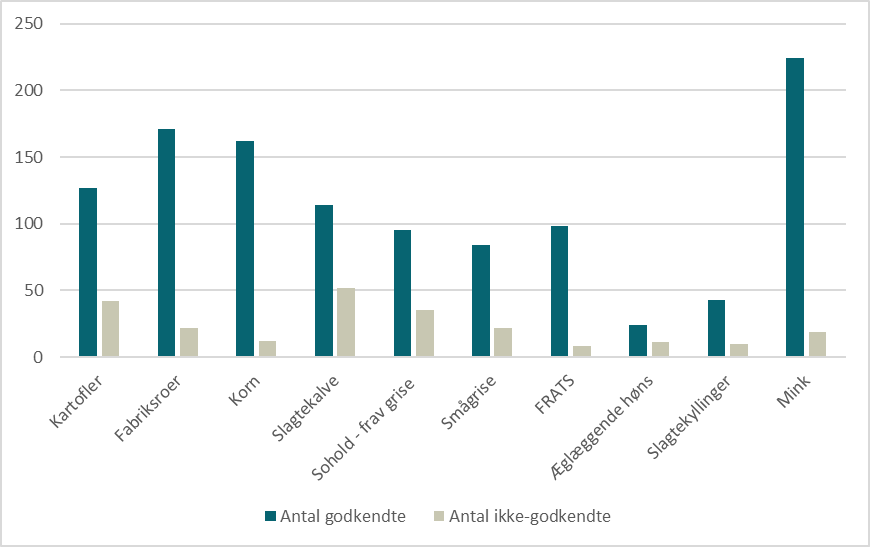 250
200
150
100
50
0
Kartofler
Fabriksroer
Korn
Slagtekalve
Sohold - frav grise
Smågrise
FRATS
Æglæggende høns
Slagtekyllinger
Mink
Antal godkendte
Antal ikke-godkendte